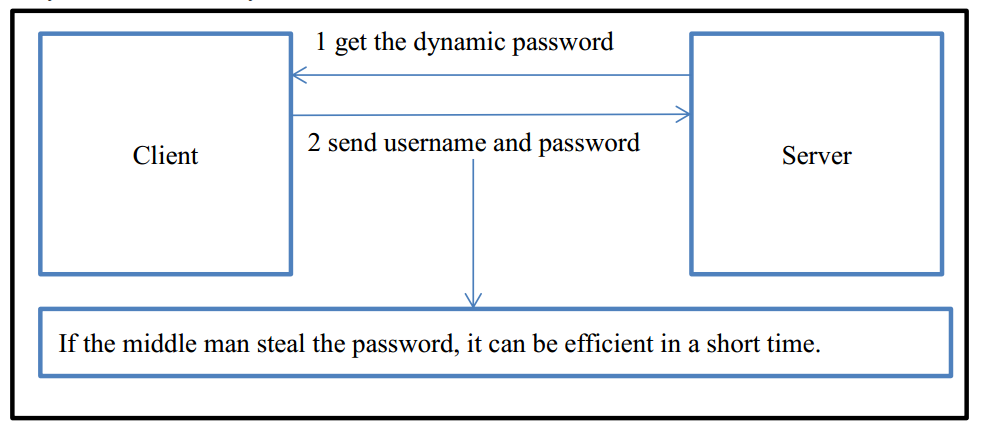 1 get the dynamic password
2 send username and password
Client
Server
If the middle man steal the password, it can be efficient in a short time.